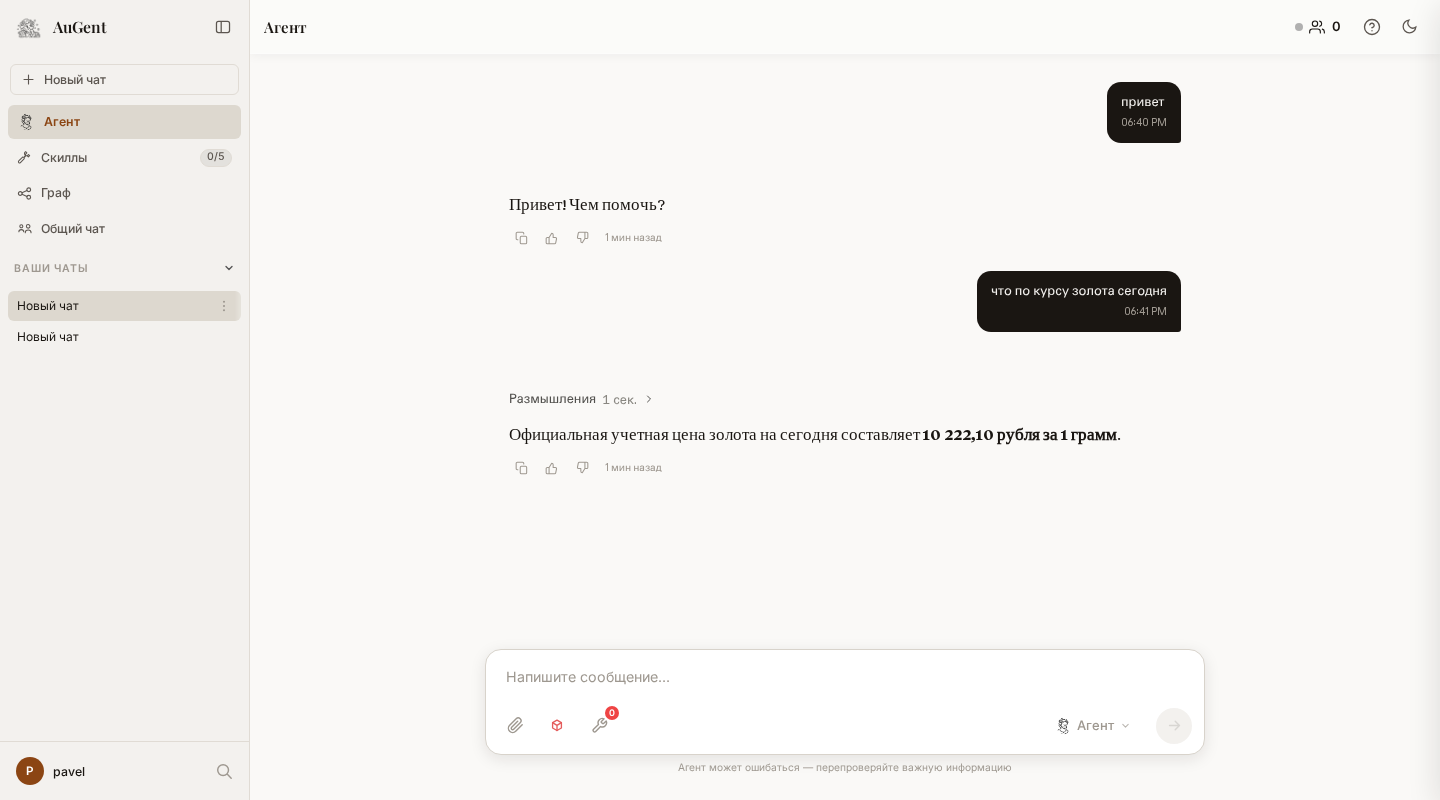 AuGent
Новый чат
Агент
Скиллы 0/5
Граф
Общий чат
ВАШИ ЧАТЫ
Новый чат
Новый чат
P pavel
Агент
0
привет
06:40 PM
Привет! Чем помочь?
1 мин назад
что по курсу золота сегодня
06:41 PM
Размышления 1 сек.
Официальная учетная цена золота на сегодня составляет 10 222,10 рубля за 1 грамм.
1 мин назад
Напишите сообщение...
0
Агент
Агент может ошибаться — перепроверяйте важную информацию